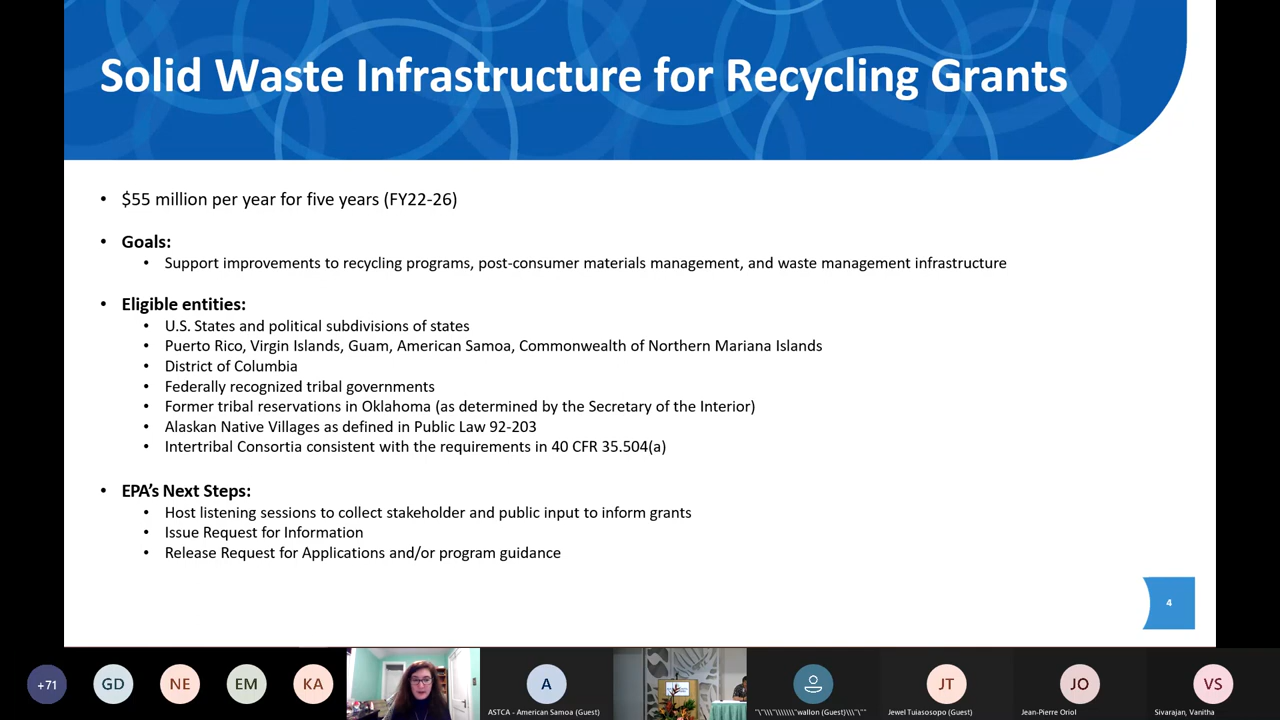 Solid Waste Infrastructure for Recycling Grants
• $55 million per year for five years (FY22-26)
• Goals:
• Support improvements to recycling programs, post-consumer materials management, and waste management infrastructure
• Eligible entities:
• U.S. States and political subdivisions of states
• Puerto Rico, Virgin Islands, Guam, American Samoa, Commonwealth of Northern Mariana Islands
• District of Columbia
• Federally recognized tribal governments
• Former tribal reservations in Oklahoma (as determined by the Secretary of the Interior)
• Alaskan Native Villages as defined in Public Law 92-203
• Intertribal Consortia consistent with the requirements in 40 CFR 35.504(a)
• EPA's Next Steps:
• Host listening sessions to collect stakeholder and public input to inform grants
• Issue Request for Information
• Release Request for Applications and/or program guidance
4
+71 GD NE EM KA A JT JO VS
ASTCA - American Samoa (Guest) "\"\\\"\\\\\\\"wallon (Guest)\\\"\"" Jewel Tuiasosopo (Guest) Jean-Pierre Oriol Sivarajan, Vanitha